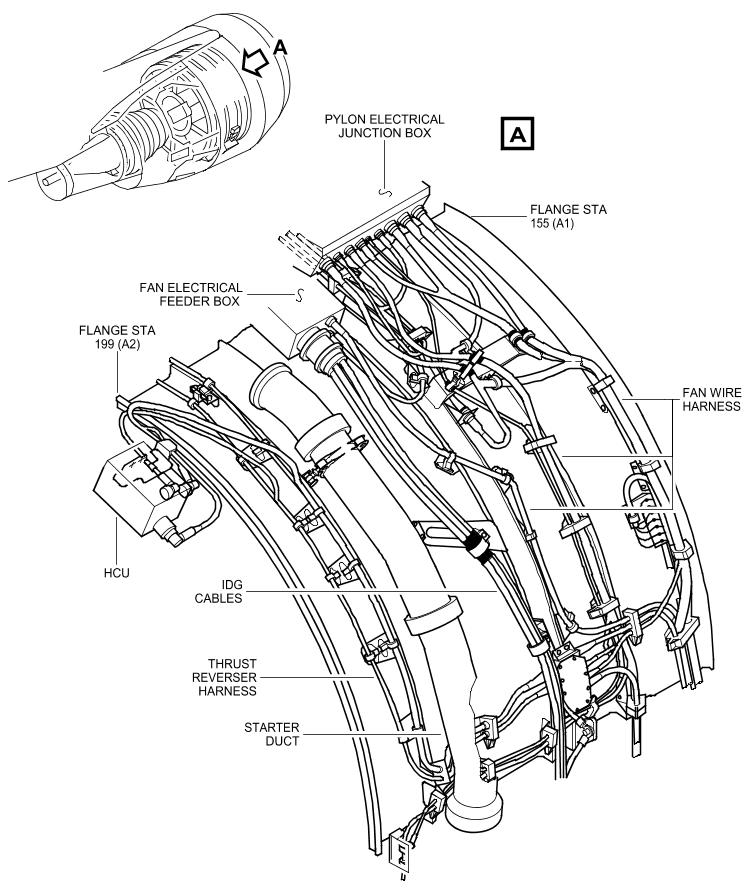 A
PYLON ELECTRICAL
JUNCTION BOX
A
FLANGE STA
155 (A1)
FAN ELECTRICAL
FEEDER BOX
FLANGE STA
199 (A2)
FAN WIRE
HARNESS
HCU
IDG
CABLES
THRUST
REVERSER
HARNESS
STARTER
DUCT